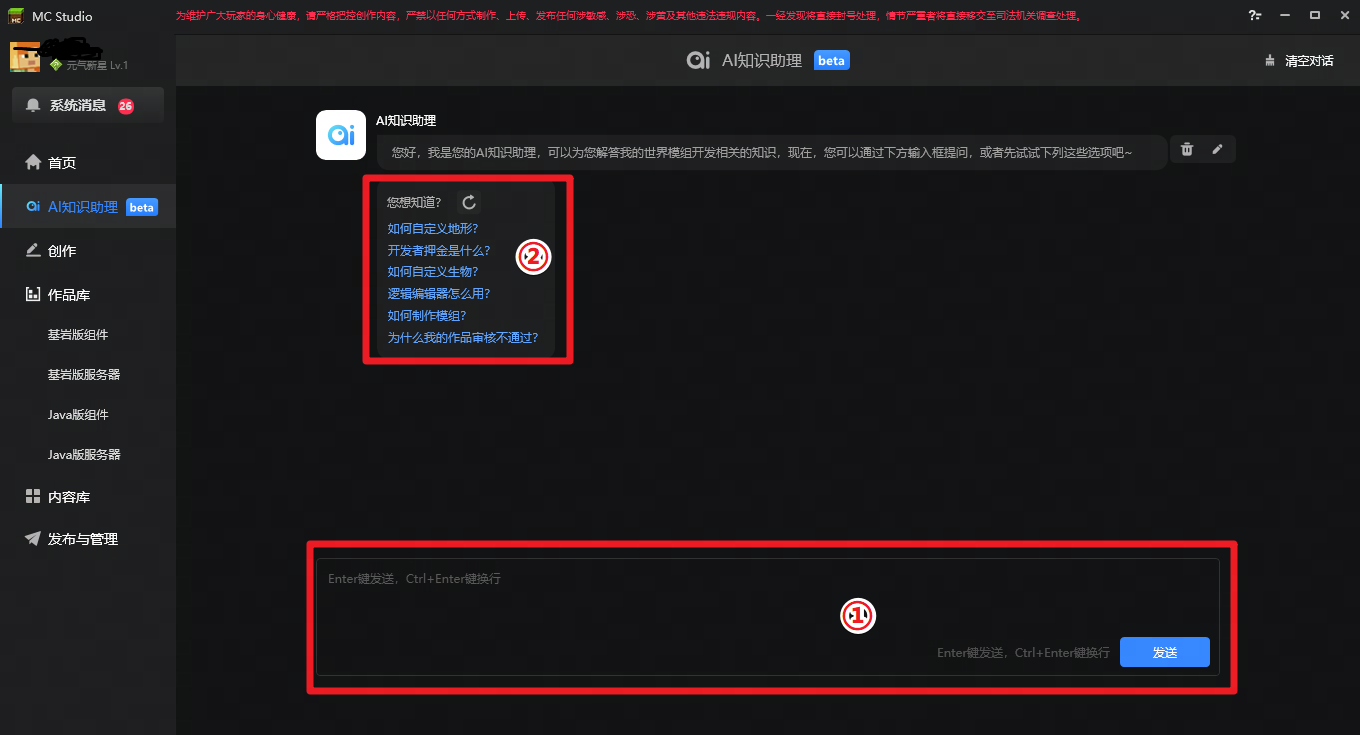 MC Studio
为维护广大玩家的身心健康，请严格把控创作内容，严禁以任何方式制作、上传、发布任何涉敏感、涉恐、涉黄及其他违法违规内容。一经发现将直接封号处理，情节严重者将直接移交至司法机关调查处理。
元气新星 Lv.1
系统消息 26
首页
AI知识助理 beta
创作
作品库
基岩版组件
基岩版服务器
Java版组件
Java版服务器
内容库
发布与管理
ai AI知识助理 beta
清空对话
ai
AI知识助理
您好，我是您的AI知识助理，可以为您解答我的世界模组开发相关的知识，现在，您可以通过下方输入框提问，或者先试试下列这些选项吧~
您想知道?
如何自定义地形?
开发者押金是什么?
如何自定义生物?
逻辑编辑器怎么用?
如何制作模组?
为什么我的作品审核不通过?
②
Enter键发送，Ctrl+Enter键换行
①
Enter键发送，Ctrl+Enter键换行
发送